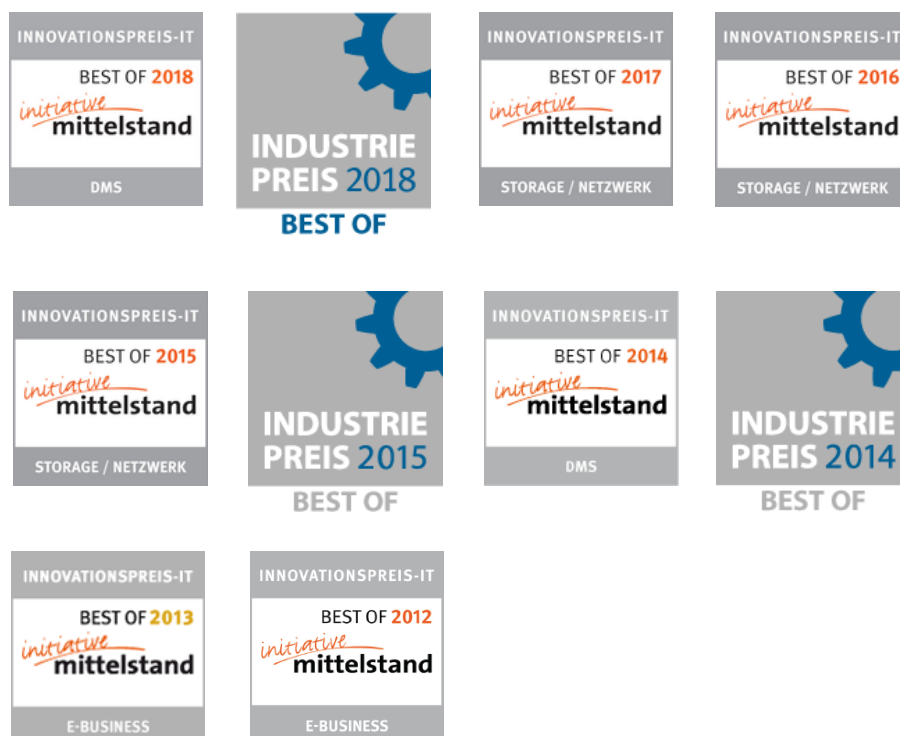 INNOVATIONSPREIS-IT
BEST OF 2018
initiative
mittelstand
DMS
INDUSTRIE
PREIS 2018
BEST OF
INNOVATIONSPREIS-IT
BEST OF 2017
initiative
mittelstand
STORAGE / NETZWERK
INNOVATIONSPREIS-IT
BEST OF 2016
initiative
mittelstand
STORAGE / NETZWERK
INNOVATIONSPREIS-IT
BEST OF 2015
initiative
mittelstand
STORAGE / NETZWERK
INDUSTRIE
PREIS 2015
BEST OF
INNOVATIONSPREIS-IT
BEST OF 2014
initiative
mittelstand
DMS
INDUSTRIE
PREIS 2014
BEST OF
INNOVATIONSPREIS-IT
BEST OF 2013
initiative
mittelstand
E-BUSINESS
INNOVATIONSPREIS-IT
BEST OF 2012
initiative
mittelstand
E-BUSINESS